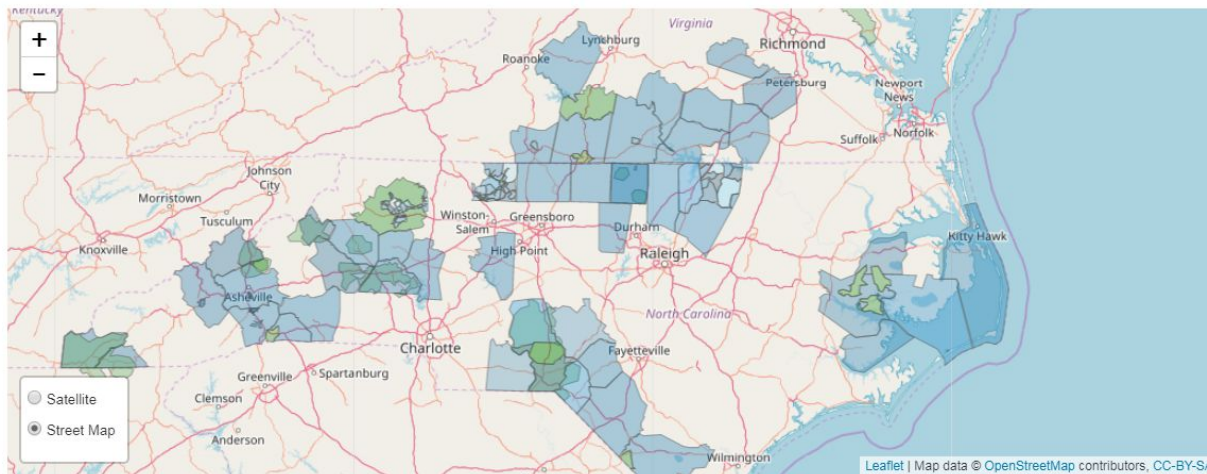 Kentucky
Virginia
Richmond
Lynchburg
Roanoke
Petersburg
Newport
News
Norfolk
Suffolk
+
−
Johnson
City
Morristown
Tusculum
Knoxville
Winston-
Salem
Greensboro
High Point
Durham
Raleigh
Kitty Hawk
Asheville
North Carolina
Charlotte
Fayetteville
Greenville
Spartanburg
Clemson
Anderson
Wilmington
Satellite
Street Map
Leaflet | Map data © OpenStreetMap contributors, CC-BY-SA